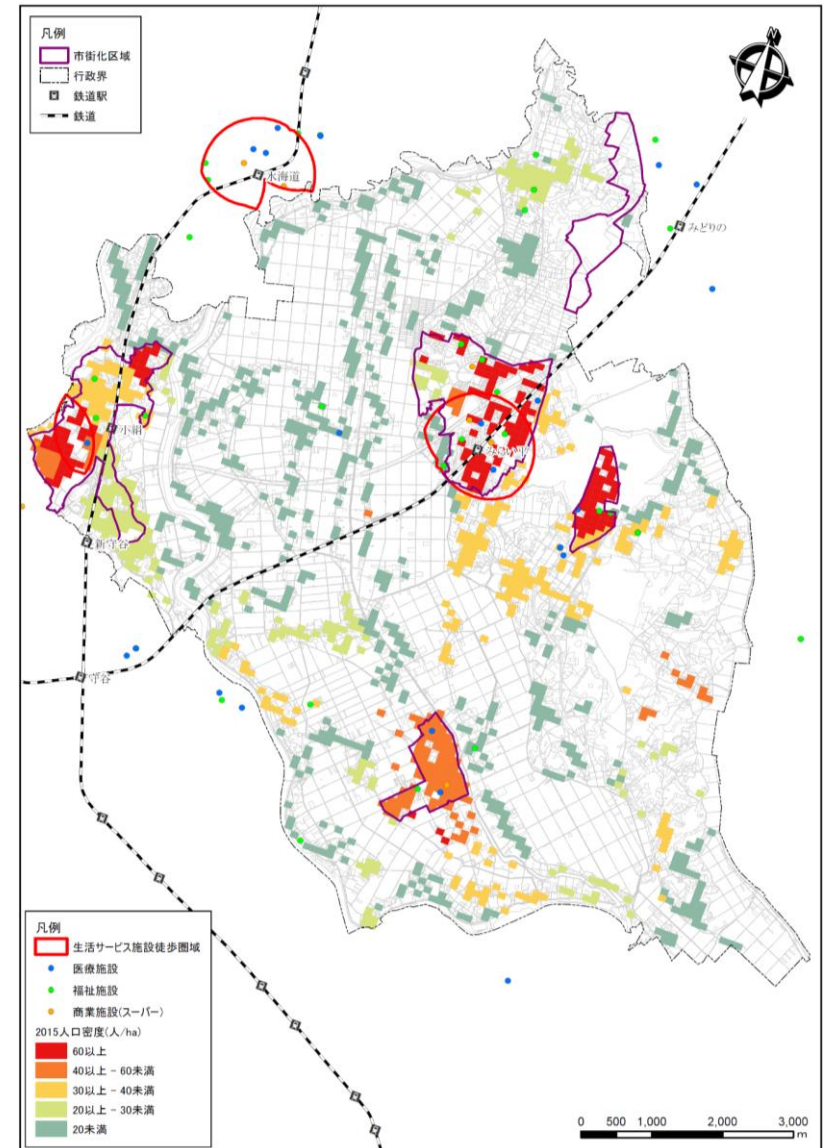 凡例
市街化区域
行政界
鉄道駅
鉄道
N
水海道
みどりの
小絹
みらい平
新守谷
守谷
凡例
生活サービス施設徒歩圏域
医療施設
福祉施設
商業施設(スーパー)
2015人口密度(人/ha)
60以上
40以上 - 60未満
30以上 - 40未満
20以上 - 30未満
20未満
0 500 1,000 2,000 3,000
m